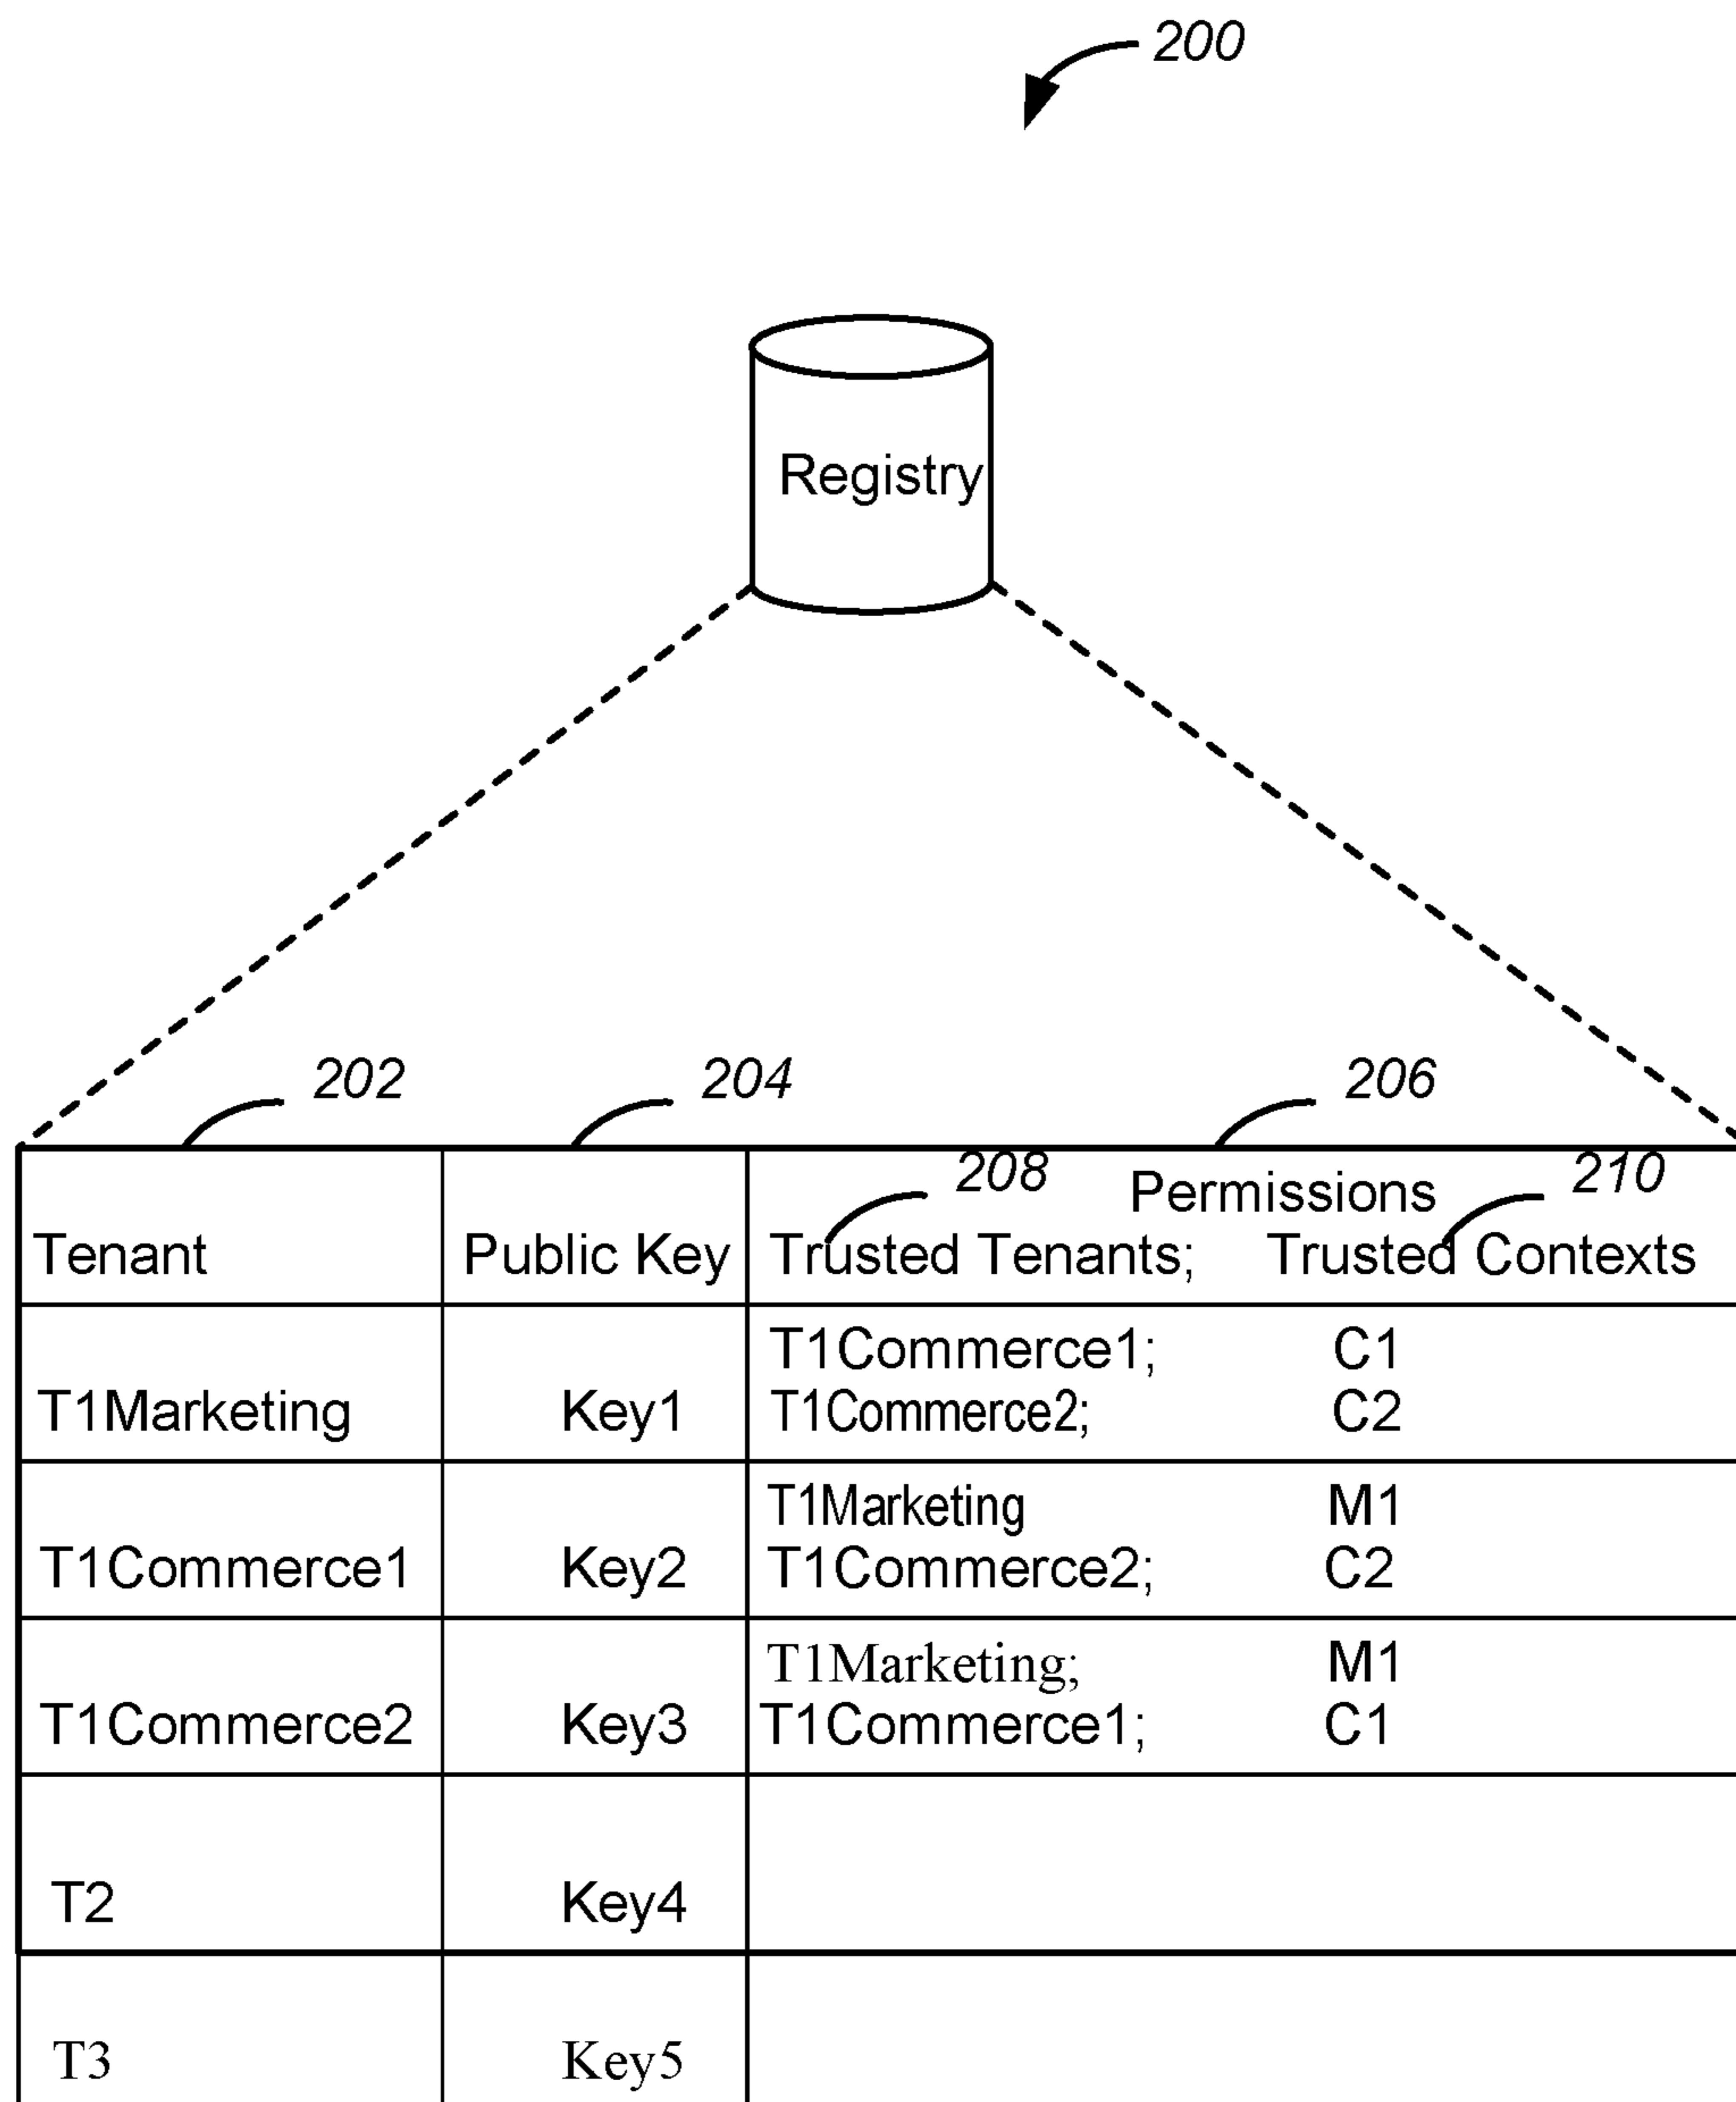 200
Registry
202 204 206
208 Permissions 210
Tenant Public Key Trusted Tenants; Trusted Contexts
T1Commerce1; C1
T1Marketing Key1 T1Commerce2; C2
T1Marketing M1
T1Commerce1 Key2 T1Commerce2; C2
T1Marketing; M1
T1Commerce2 Key3 T1Commerce1; C1
T2 Key4
T3 Key5